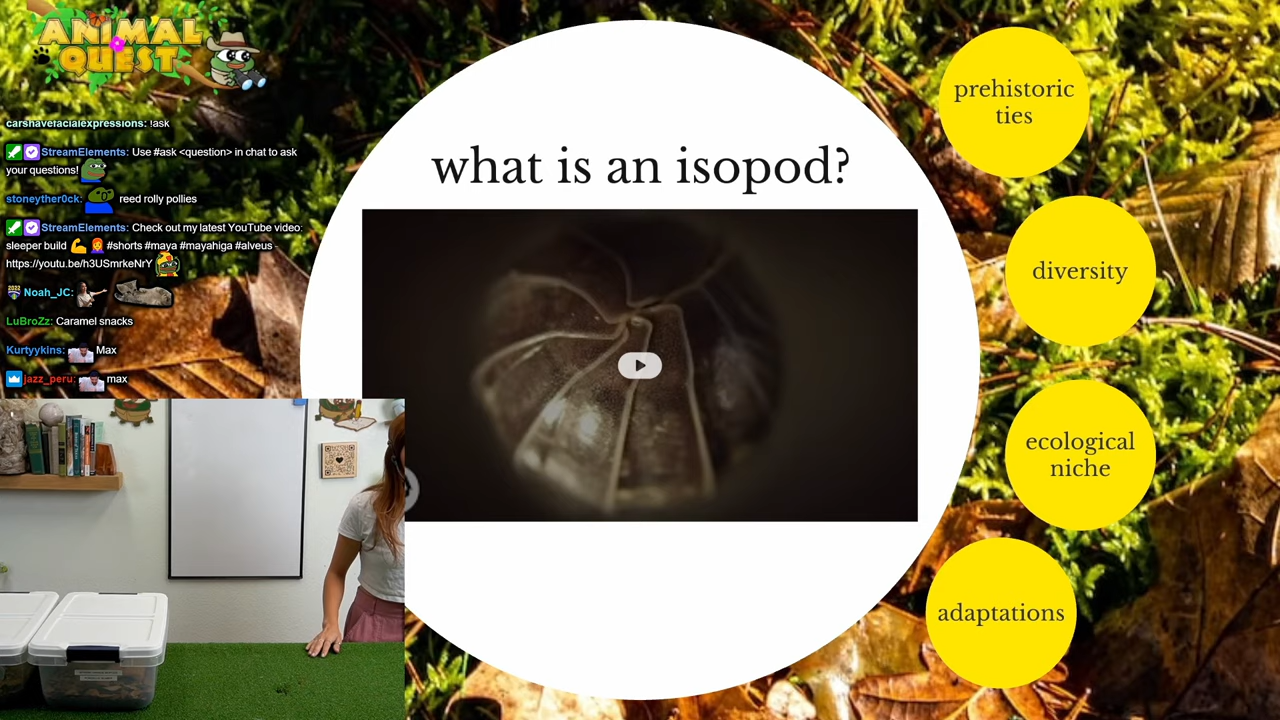 ANIMAL
QUEST
carshavefacialexpressions: !ask
StreamElements: Use #ask <question> in chat to ask
your questions!
stoneyther0ck: reed rolly pollies
StreamElements: Check out my latest YouTube video:
sleeper build 💪 👩‍🦰 #shorts #maya #mayahiga #alveus -
https://youtu.be/h3USmrkeNrY
Noah_JC:
LuBroZz: Caramel snacks
Kurtyykins: Max
jazz_peru: max
what is an isopod?
prehistoric
ties
diversity
ecological
niche
adaptations